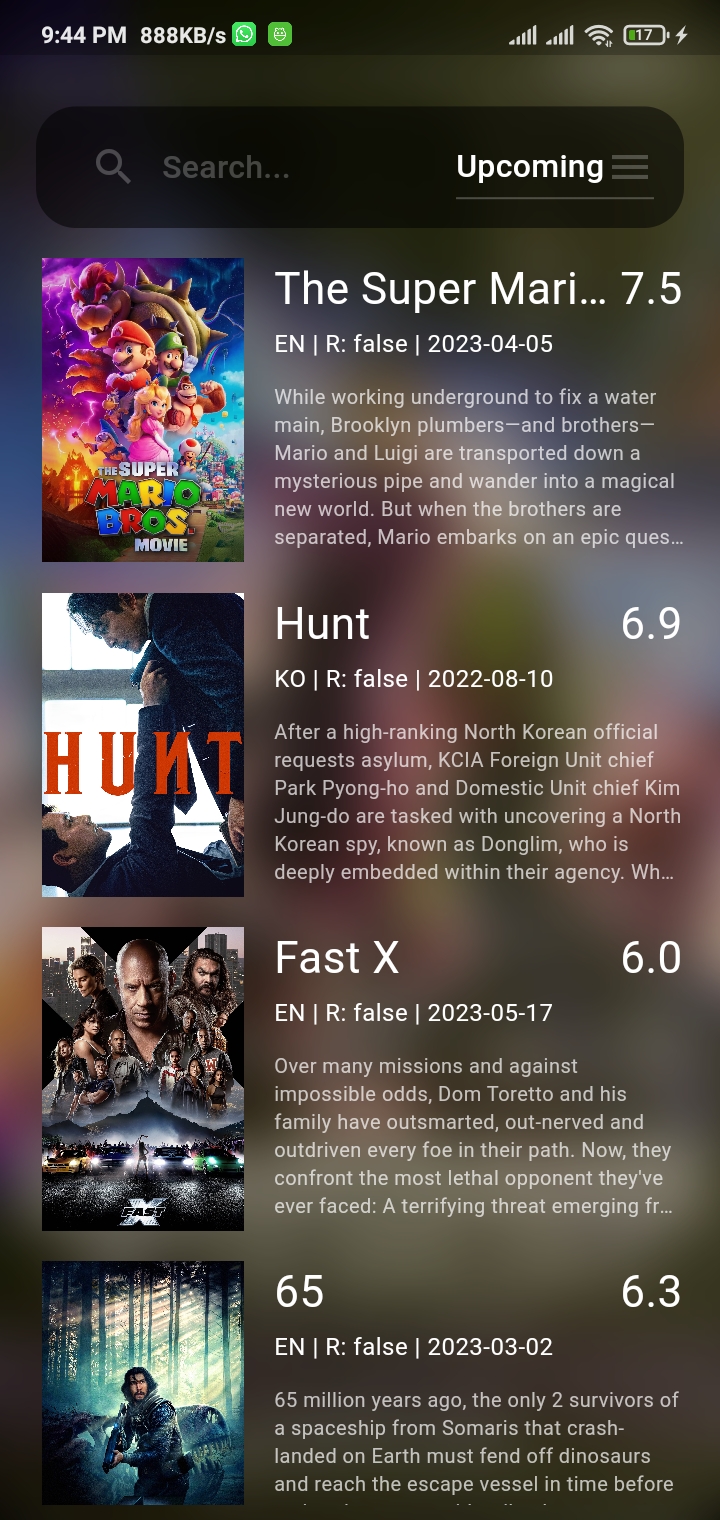 9:44 PM 888KB/s 17
Search... Upcoming
The Super Mari... 7.5
EN | R: false | 2023-04-05
While working underground to fix a water
main, Brooklyn plumbers—and brothers—
Mario and Luigi are transported down a
mysterious pipe and wander into a magical
new world. But when the brothers are
separated, Mario embarks on an epic ques...
THE SUPER
MARIO
BROS.
MOVIE
Hunt 6.9
KO | R: false | 2022-08-10
After a high-ranking North Korean official
requests asylum, KCIA Foreign Unit chief
Park Pyong-ho and Domestic Unit chief Kim
Jung-do are tasked with uncovering a North
Korean spy, known as Donglim, who is
deeply embedded within their agency. Wh...
HUNT
Fast X 6.0
EN | R: false | 2023-05-17
Over many missions and against
impossible odds, Dom Toretto and his
family have outsmarted, out-nerved and
outdriven every foe in their path. Now, they
confront the most lethal opponent they've
ever faced: A terrifying threat emerging fr...
FAST X
65 6.3
EN | R: false | 2023-03-02
65 million years ago, the only 2 survivors of
a spaceship from Somaris that crash-
landed on Earth must fend off dinosaurs
and reach the escape vessel in time before